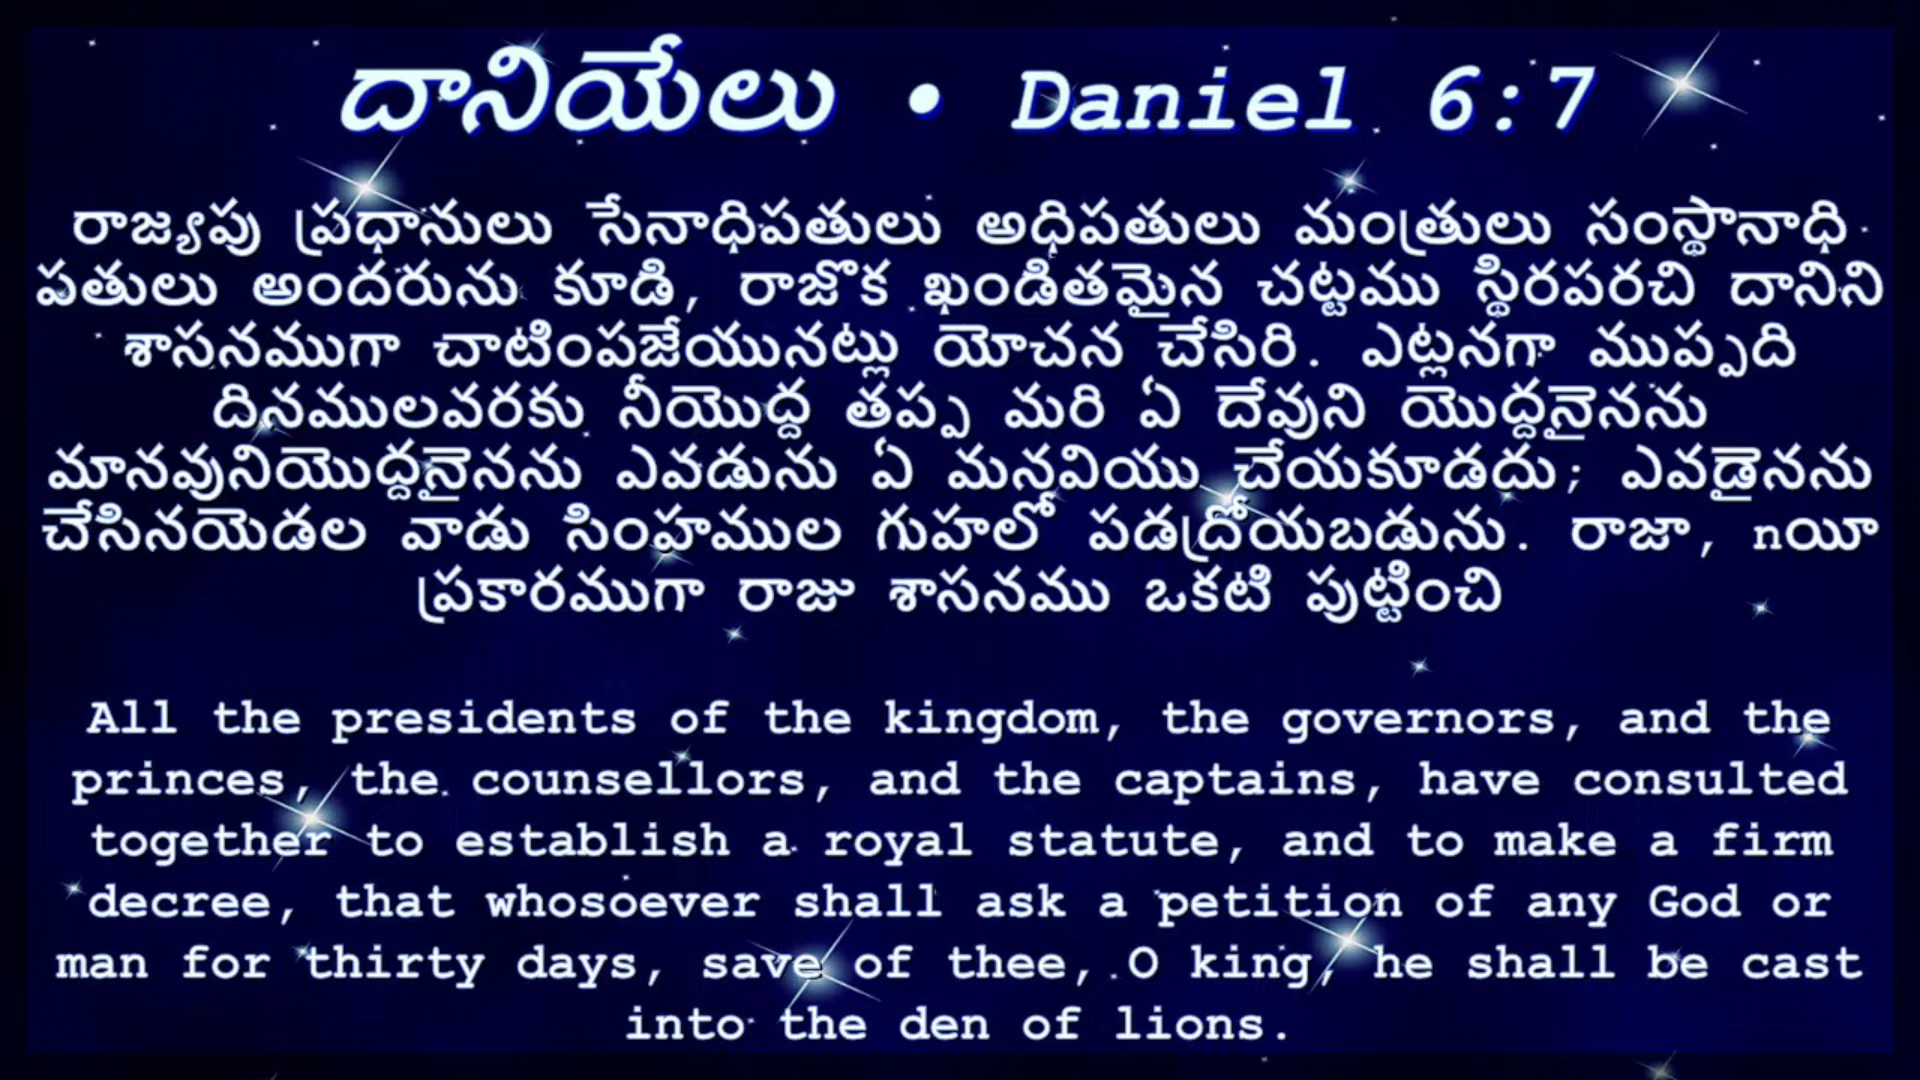 దానియేలు • Daniel 6:7
రాజ్యపు ప్రధానులు సేనాధిపతులు అధిపతులు మంత్రులు సంస్థానాధి
పతులు అందరును కూడి, రాజొక ఖండితమైన చట్టము స్థిరపరచి దానిని
శాసనముగా చాటింపజేయునట్లు యోచన చేసిరి. ఎట్లనగా ముప్పది
దినములవరకు నీయొద్ద తప్ప మరి ఏ దేవుని యొద్దనైనను
మానవునియొద్దనైనను ఎవడును ఏ మనవియు చేయకూడదు; ఎవడైనను
చేసినయెడల వాడు సింహముల గుహలో పడద్రోయబడును. రాజా, nయీ
ప్రకారముగా రాజు శాసనము ఒకటి పుట్టించి
All the presidents of the kingdom, the governors, and the
princes, the counsellors, and the captains, have consulted
together to establish a royal statute, and to make a firm
decree, that whosoever shall ask a petition of any God or
man for thirty days, save of thee, O king, he shall be cast
into the den of lions.